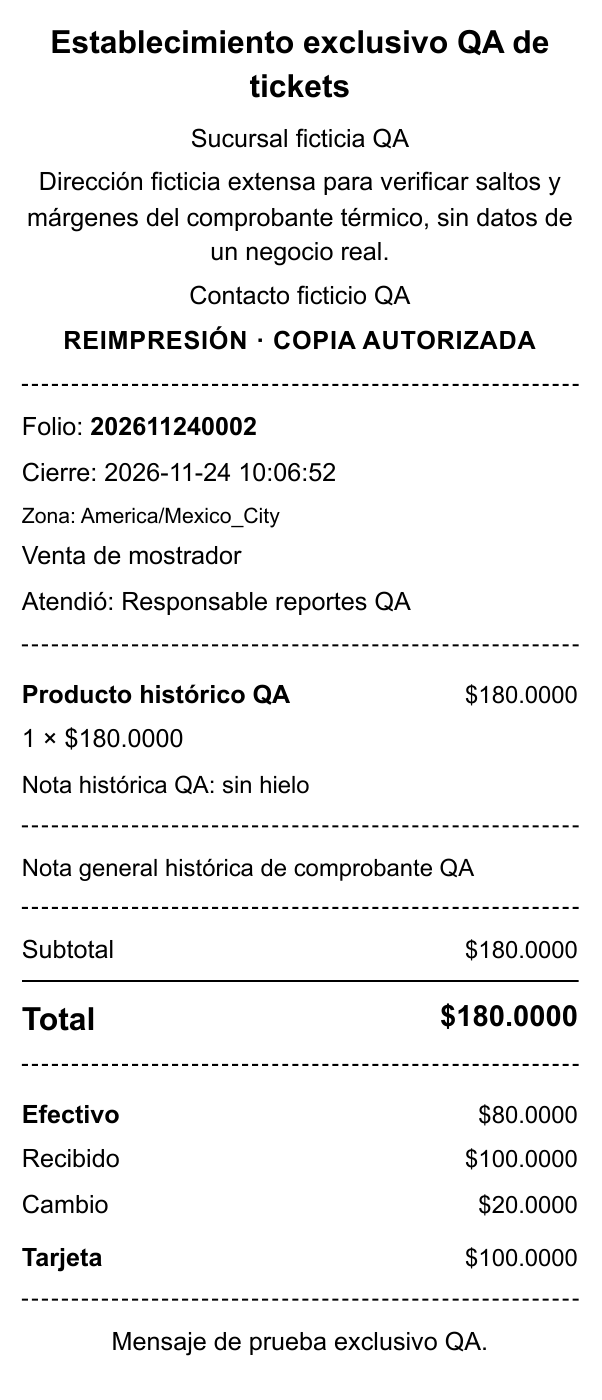 Establecimiento exclusivo QA de
tickets
Sucursal ficticia QA
Dirección ficticia extensa para verificar saltos y
márgenes del comprobante térmico, sin datos de
un negocio real.
Contacto ficticio QA
REIMPRESIÓN · COPIA AUTORIZADA
Folio: 202611240002
Cierre: 2026-11-24 10:06:52
Zona: America/Mexico_City
Venta de mostrador
Atendió: Responsable reportes QA
Producto histórico QA $180.0000
1 × $180.0000
Nota histórica QA: sin hielo
Nota general histórica de comprobante QA
Subtotal $180.0000
Total $180.0000
Efectivo $80.0000
Recibido $100.0000
Cambio $20.0000
Tarjeta $100.0000
Mensaje de prueba exclusivo QA.